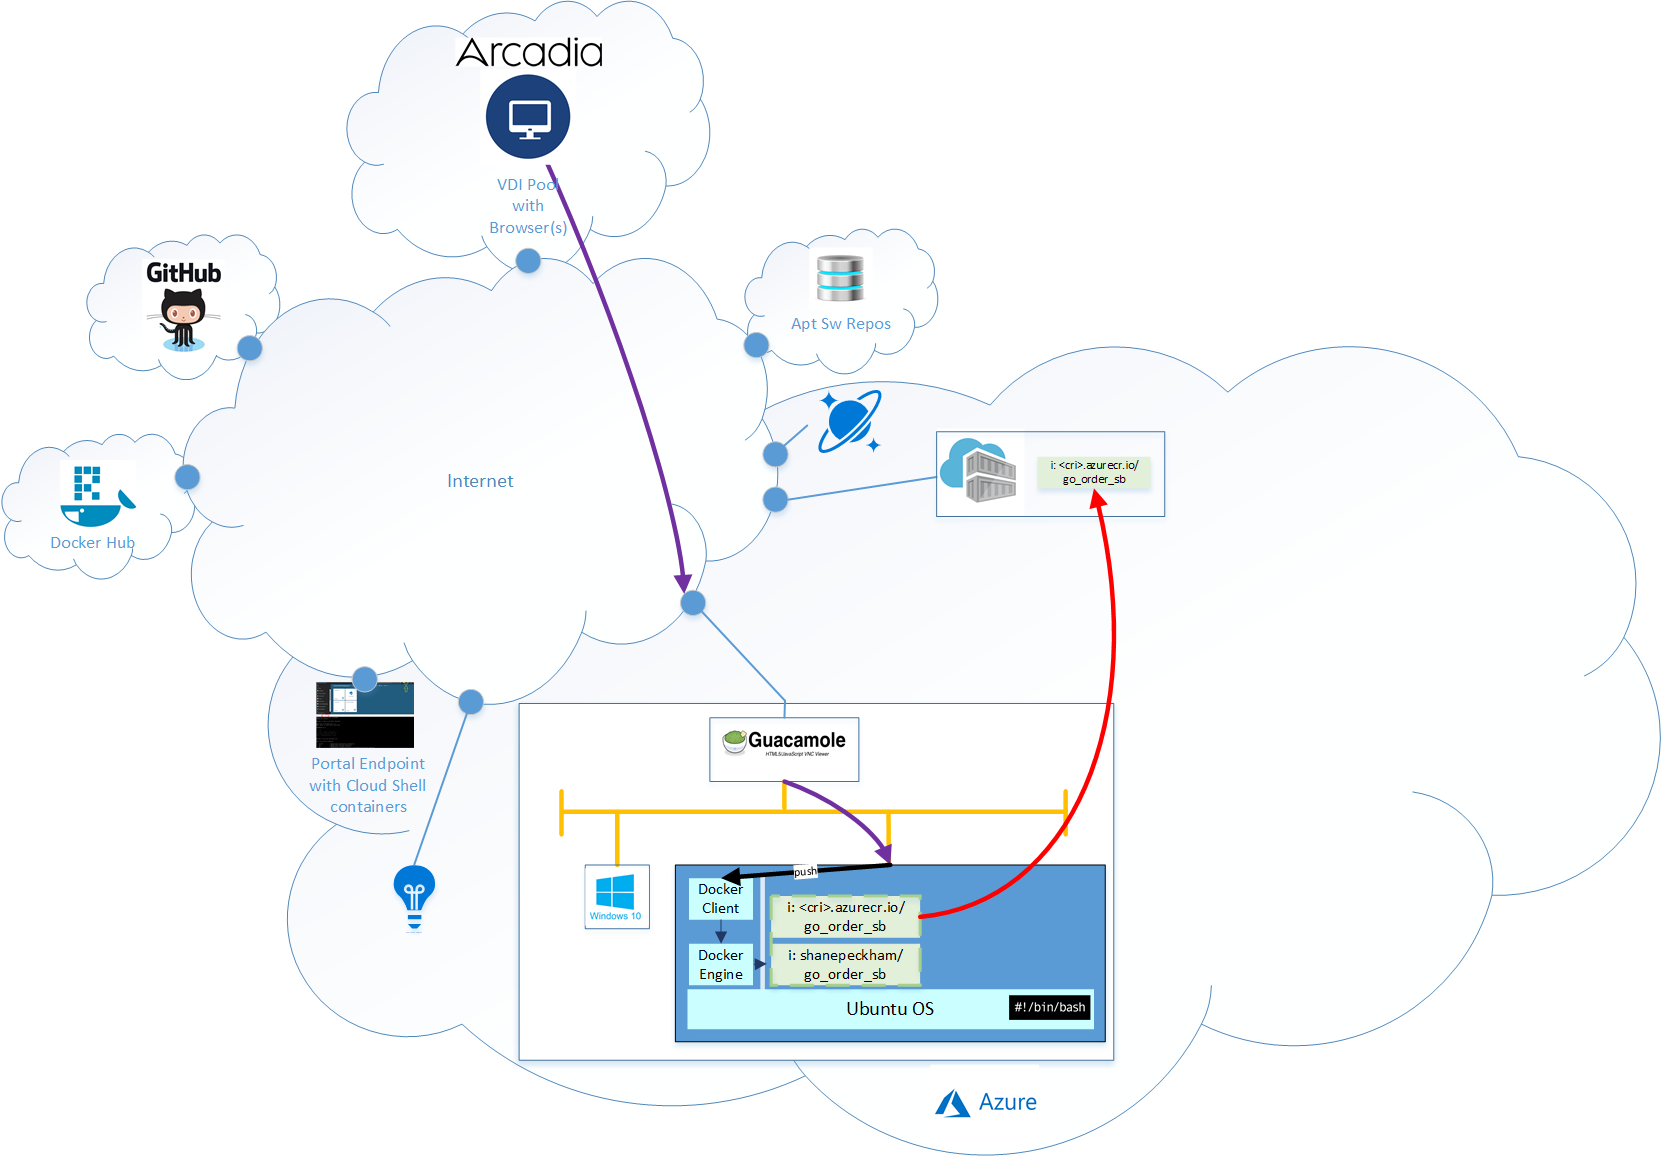 Arcadia
VDI Pool
with
Browser(s)
GitHub
Apt Sw Repos
i: <cri>.azurecr.io/
go_order_sb
Internet
Docker Hub
Portal Endpoint
with Cloud Shell
containers
Guacamole
HTML5/JavaScript VNC Viewer
push
Docker
Client
i: <cri>.azurecr.io/
go_order_sb
Windows 10
Docker
Engine
i: shanepeckham/
go_order_sb
Ubuntu OS
#!/bin/bash
Azure